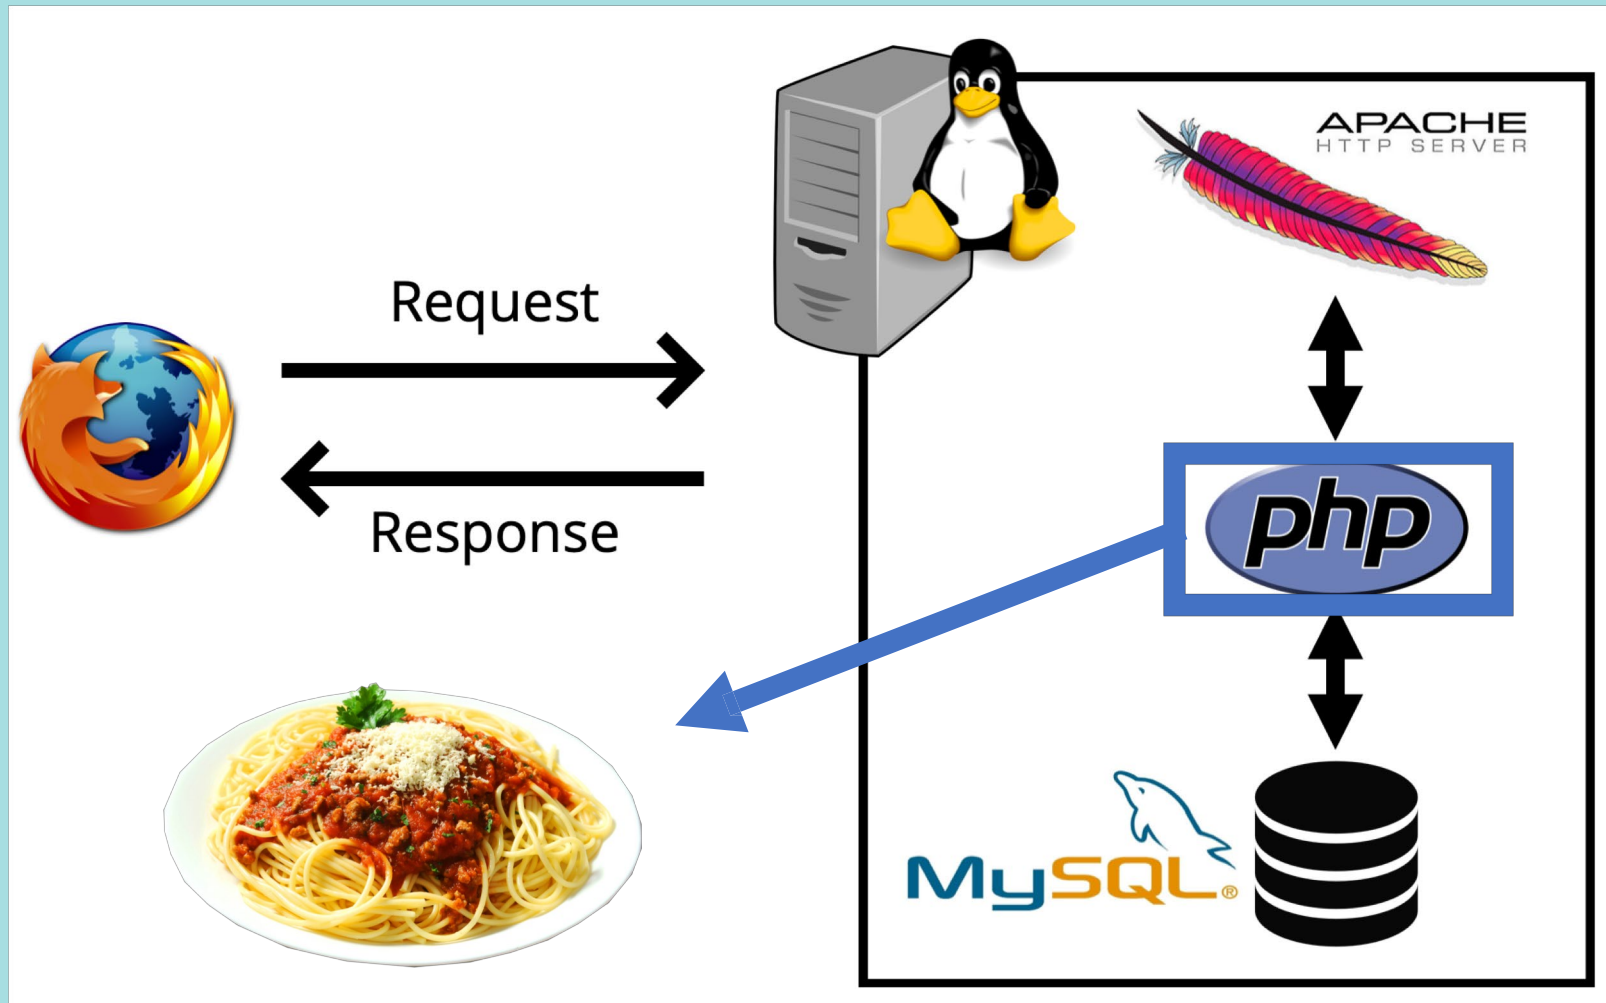 APACHE
HTTP SERVER
Request
Response
php
MySQL®